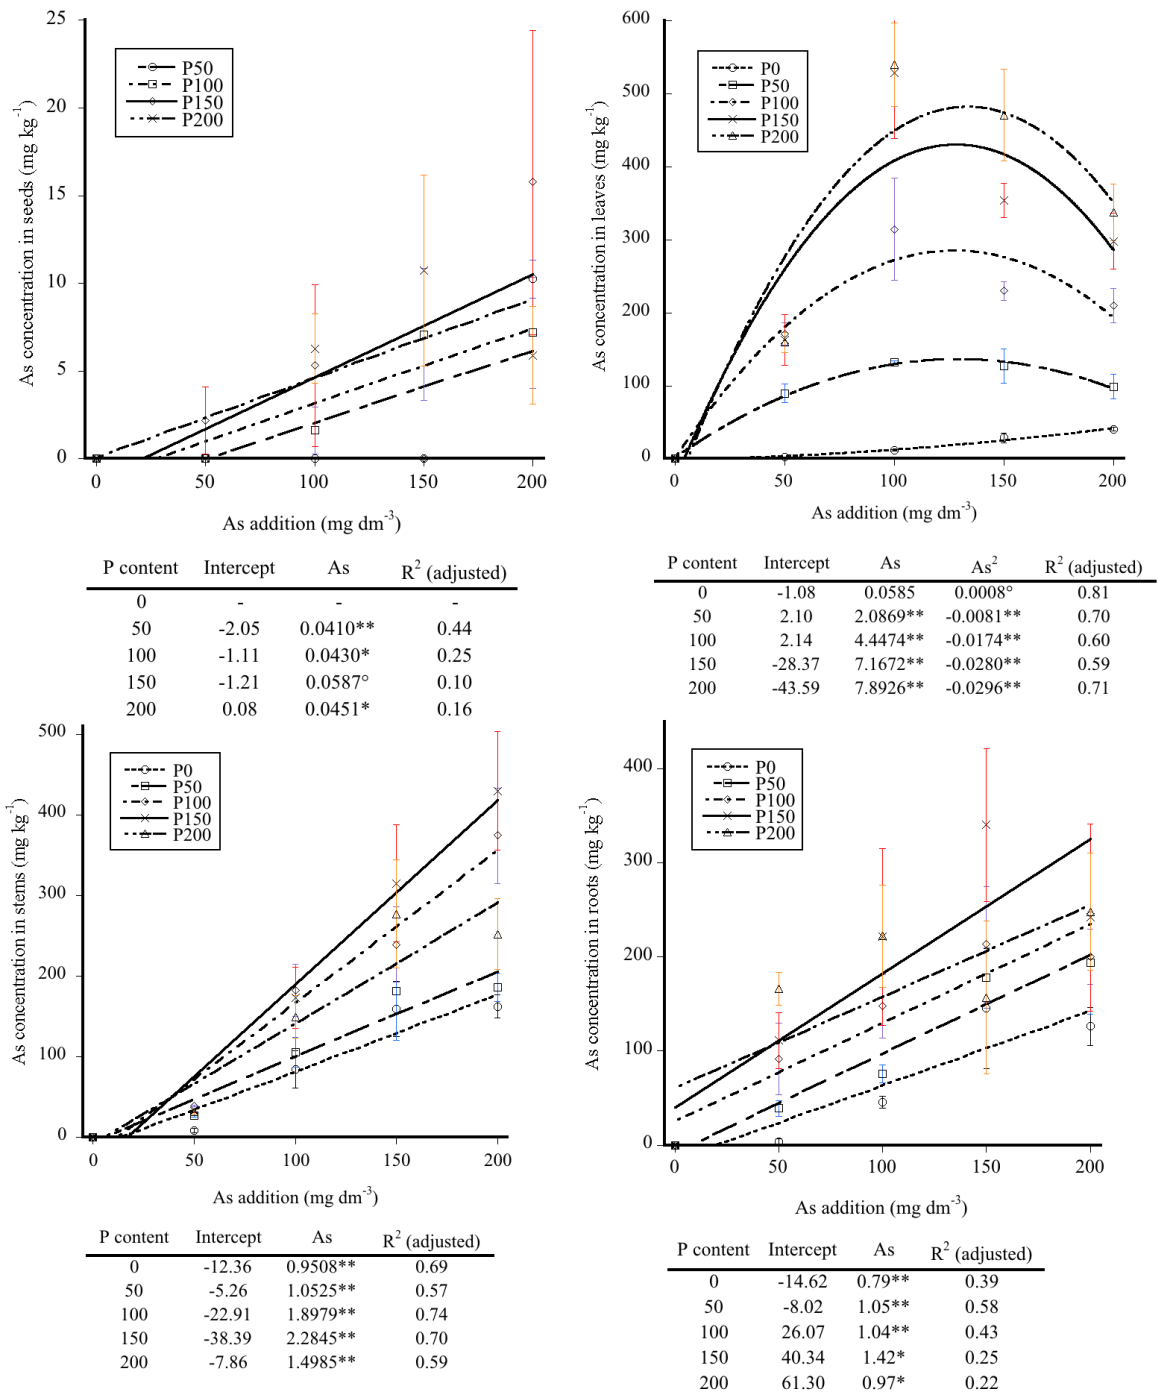 As concentration in seeds (mg kg-1)
25
20
15
10
5
0
P50
P100
P150
P200
0 50 100 150 200
As addition (mg dm-3)
P content Intercept As R2 (adjusted)
0 - - -
50 -2.05 0.0410** 0.44
100 -1.11 0.0430* 0.25
150 -1.21 0.0587° 0.10
200 0.08 0.0451* 0.16
As concentration in leaves (mg kg-1)
600
500
400
300
200
100
0
P0
P50
P100
P150
P200
0 50 100 150 200
As addition (mg dm-3)
P content Intercept As As2 R2 (adjusted)
0 -1.08 0.0585 0.0008° 0.81
50 2.10 2.0869** -0.0081** 0.70
100 2.14 4.4474** -0.0174** 0.60
150 -28.37 7.1672** -0.0280** 0.59
200 -43.59 7.8926** -0.0296** 0.71
As concentration in stems (mg kg-1)
500
400
300
200
100
0
P0
P50
P100
P150
P200
0 50 100 150 200
As addition (mg dm-3)
P content Intercept As R2 (adjusted)
0 -12.36 0.9508** 0.69
50 -5.26 1.0525** 0.57
100 -22.91 1.8979** 0.74
150 -38.39 2.2845** 0.70
200 -7.86 1.4985** 0.59
As concentration in roots (mg kg-1)
400
300
200
100
0
P0
P50
P100
P150
P200
0 50 100 150 200
As addition (mg dm-3)
P content Intercept As R2 (adjusted)
0 -14.62 0.79** 0.39
50 -8.02 1.05** 0.58
100 26.07 1.04** 0.43
150 40.34 1.42* 0.25
200 61.30 0.97* 0.22